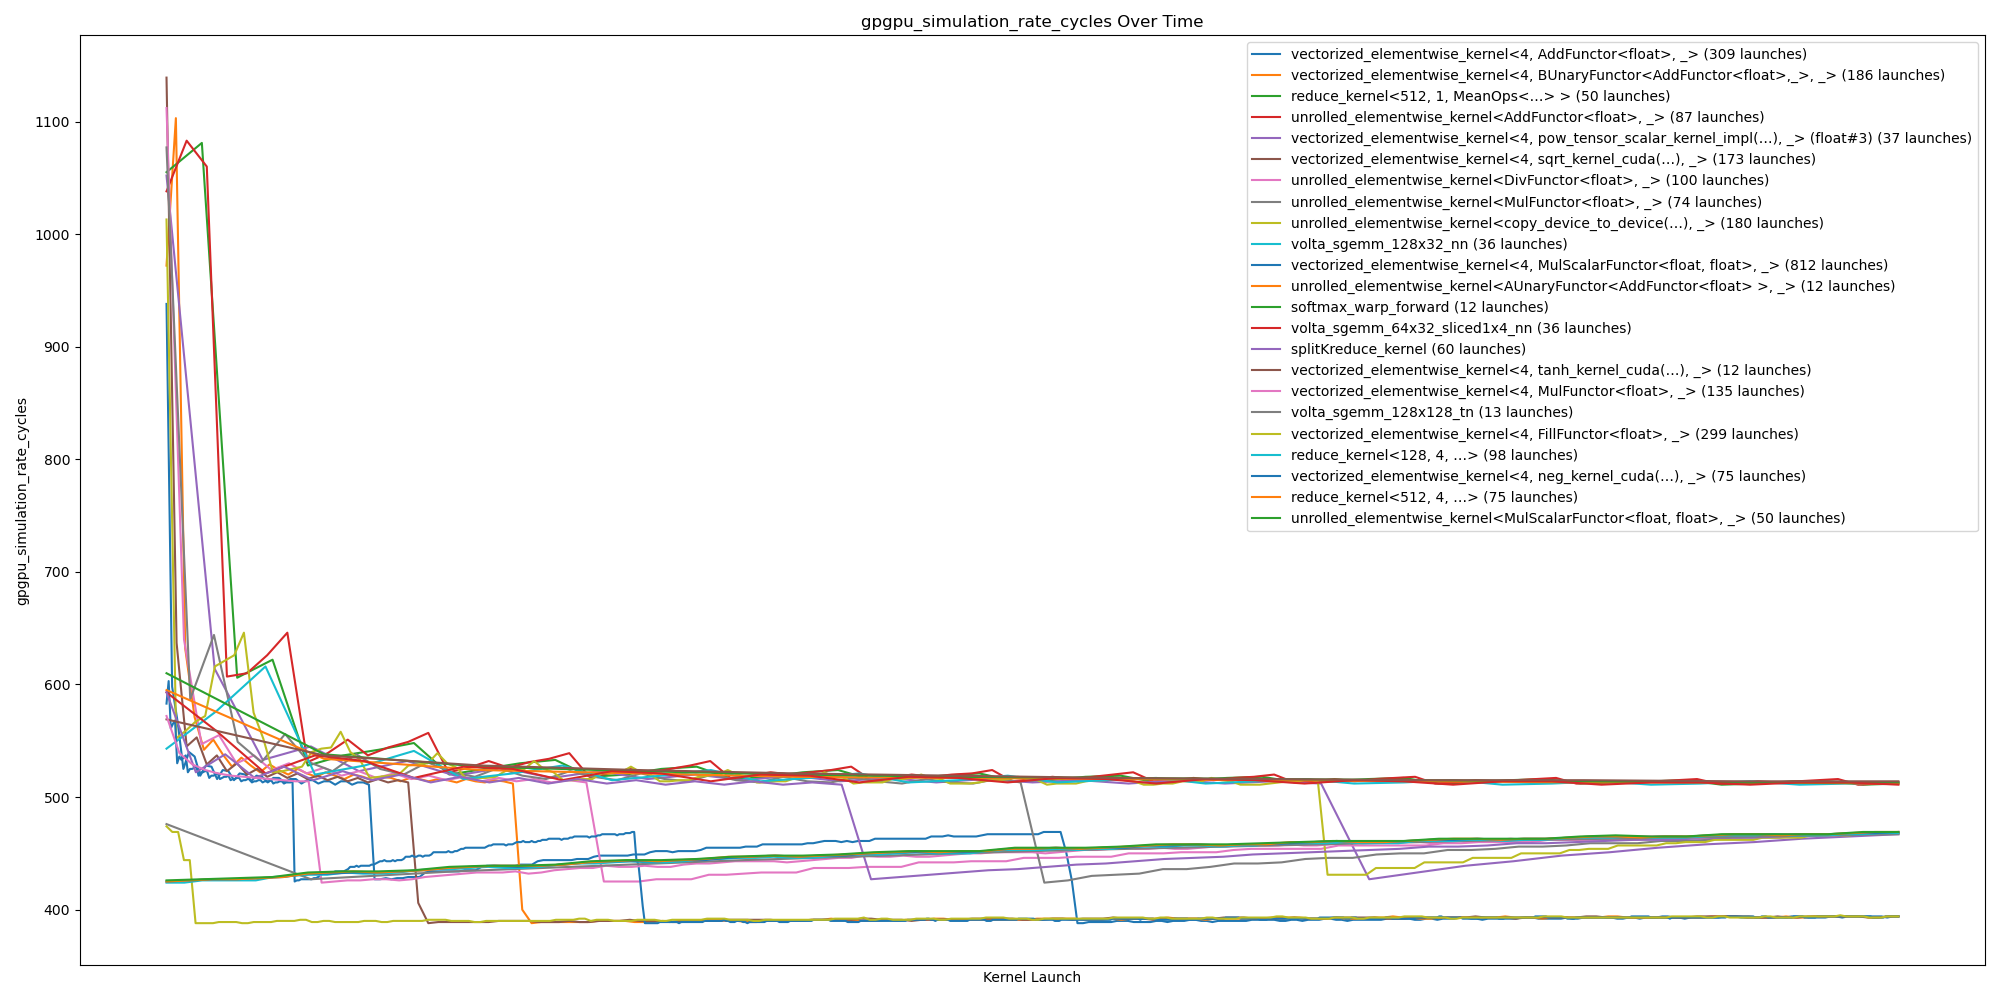 gpgpu_simulation_rate_cycles Over Time
vectorized_elementwise_kernel<4, AddFunctor<float>, _> (309 launches)
vectorized_elementwise_kernel<4, BUnaryFunctor<AddFunctor<float>,_>, _> (186 launches)
reduce_kernel<512, 1, MeanOps<...> > (50 launches)
unrolled_elementwise_kernel<AddFunctor<float>, _> (87 launches)
vectorized_elementwise_kernel<4, pow_tensor_scalar_kernel_impl(...), _> (float#3) (37 launches)
vectorized_elementwise_kernel<4, sqrt_kernel_cuda(...), _> (173 launches)
unrolled_elementwise_kernel<DivFunctor<float>, _> (100 launches)
unrolled_elementwise_kernel<MulFunctor<float>, _> (74 launches)
unrolled_elementwise_kernel<copy_device_to_device(...), _> (180 launches)
volta_sgemm_128x32_nn (36 launches)
vectorized_elementwise_kernel<4, MulScalarFunctor<float, float>, _> (812 launches)
unrolled_elementwise_kernel<AUnaryFunctor<AddFunctor<float> >, _> (12 launches)
softmax_warp_forward (12 launches)
volta_sgemm_64x32_sliced1x4_nn (36 launches)
splitKreduce_kernel (60 launches)
vectorized_elementwise_kernel<4, tanh_kernel_cuda(...), _> (12 launches)
vectorized_elementwise_kernel<4, MulFunctor<float>, _> (135 launches)
volta_sgemm_128x128_tn (13 launches)
vectorized_elementwise_kernel<4, FillFunctor<float>, _> (299 launches)
reduce_kernel<128, 4, ...> (98 launches)
vectorized_elementwise_kernel<4, neg_kernel_cuda(...), _> (75 launches)
reduce_kernel<512, 4, ...> (75 launches)
unrolled_elementwise_kernel<MulScalarFunctor<float, float>, _> (50 launches)
gpgpu_simulation_rate_cycles
1100
1000
900
800
700
600
500
400
Kernel Launch